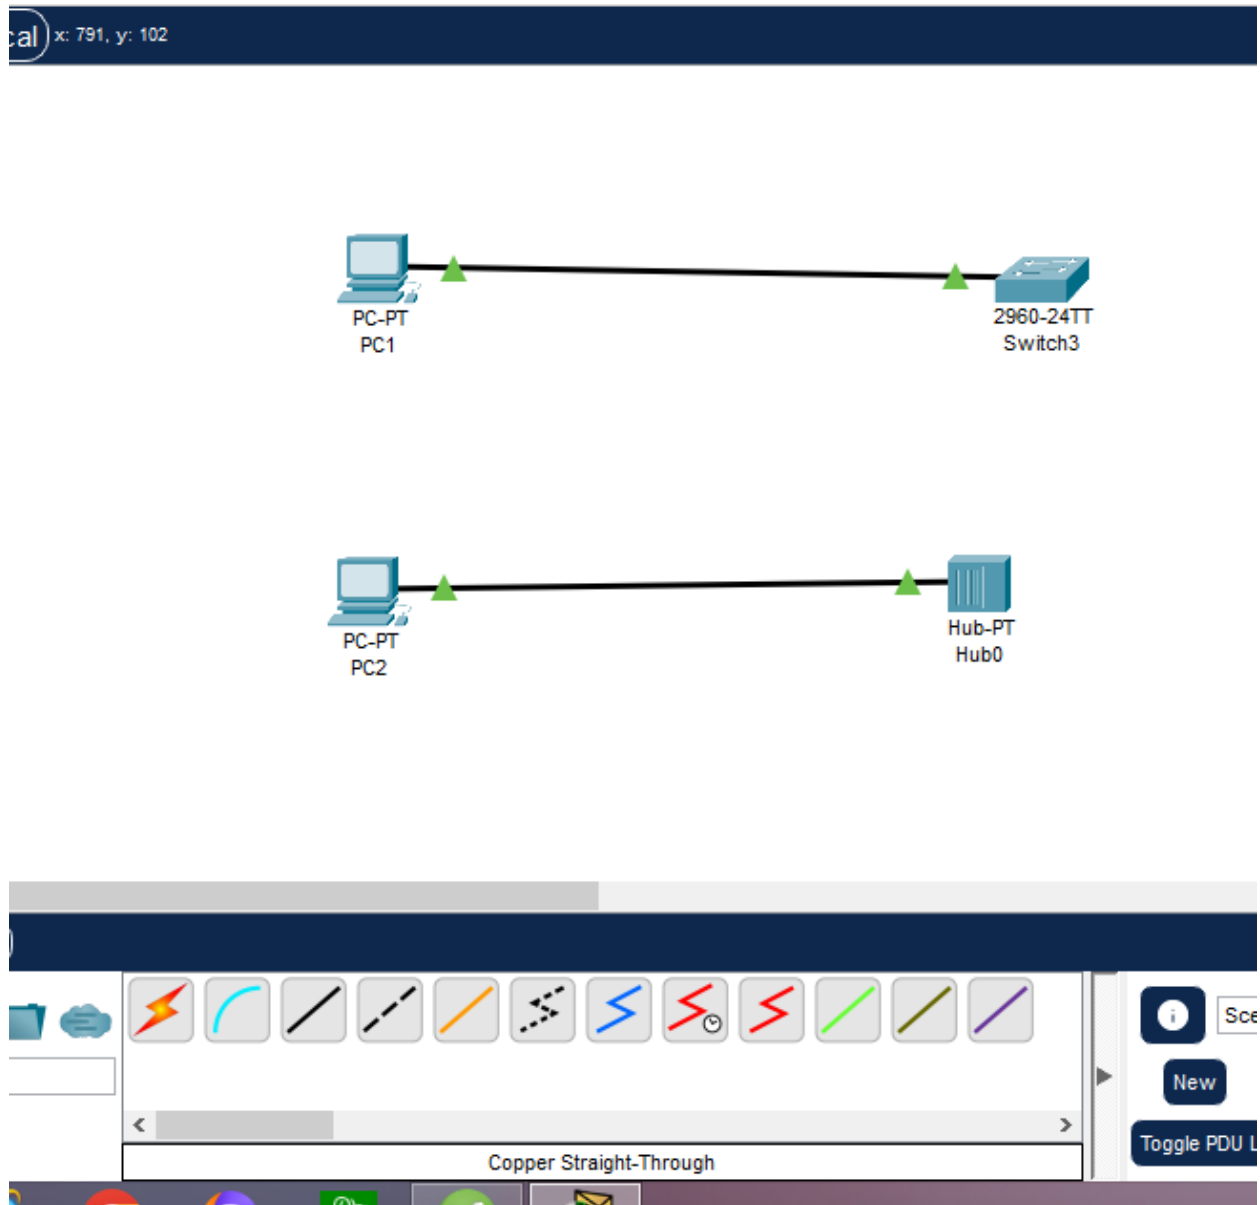 x: 791, y: 102
PC-PT
PC1
2960-24TT
Switch3
PC-PT
PC2
Hub-PT
Hub0
New
Toggle PDU L
Copper Straight-Through